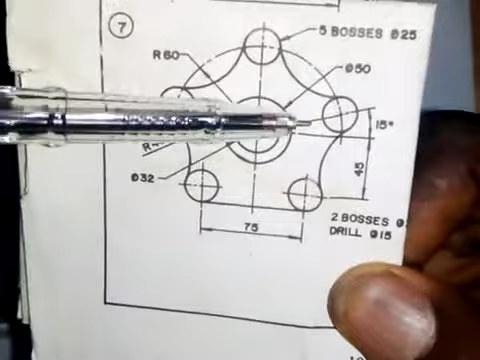 7
5 BOSSES Ø25
R60
Ø50
15°
R
45
Ø32
2 BOSSES Ø
DRILL Ø15
75